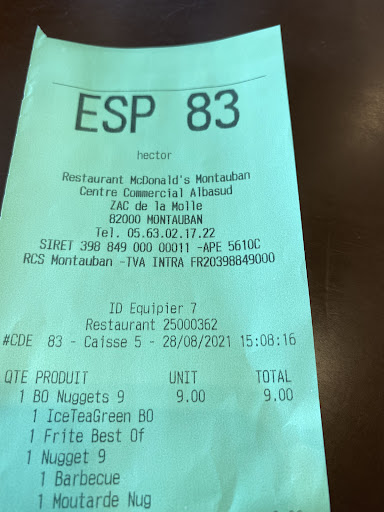 ESP 83
hector
Restaurant McDonald's Montauban
Centre Commercial Albasud
ZAC de la Molle
82000 MONTAUBAN
Tel. 05.63.02.17.22
SIRET 398 849 000 00011 -APE 5610C
RCS Montauban -TVA INTRA FR20398849000
ID Equipier 7
Restaurant 25000362
#CDE 83 - Caisse 5 - 28/08/2021 15:08:16
QTE PRODUIT UNIT TOTAL
1 BO Nuggets 9 9.00 9.00
1 IceTeaGreen BO
1 Frite Best Of
1 Nugget 9
1 Barbecue
1 Moutarde Nug